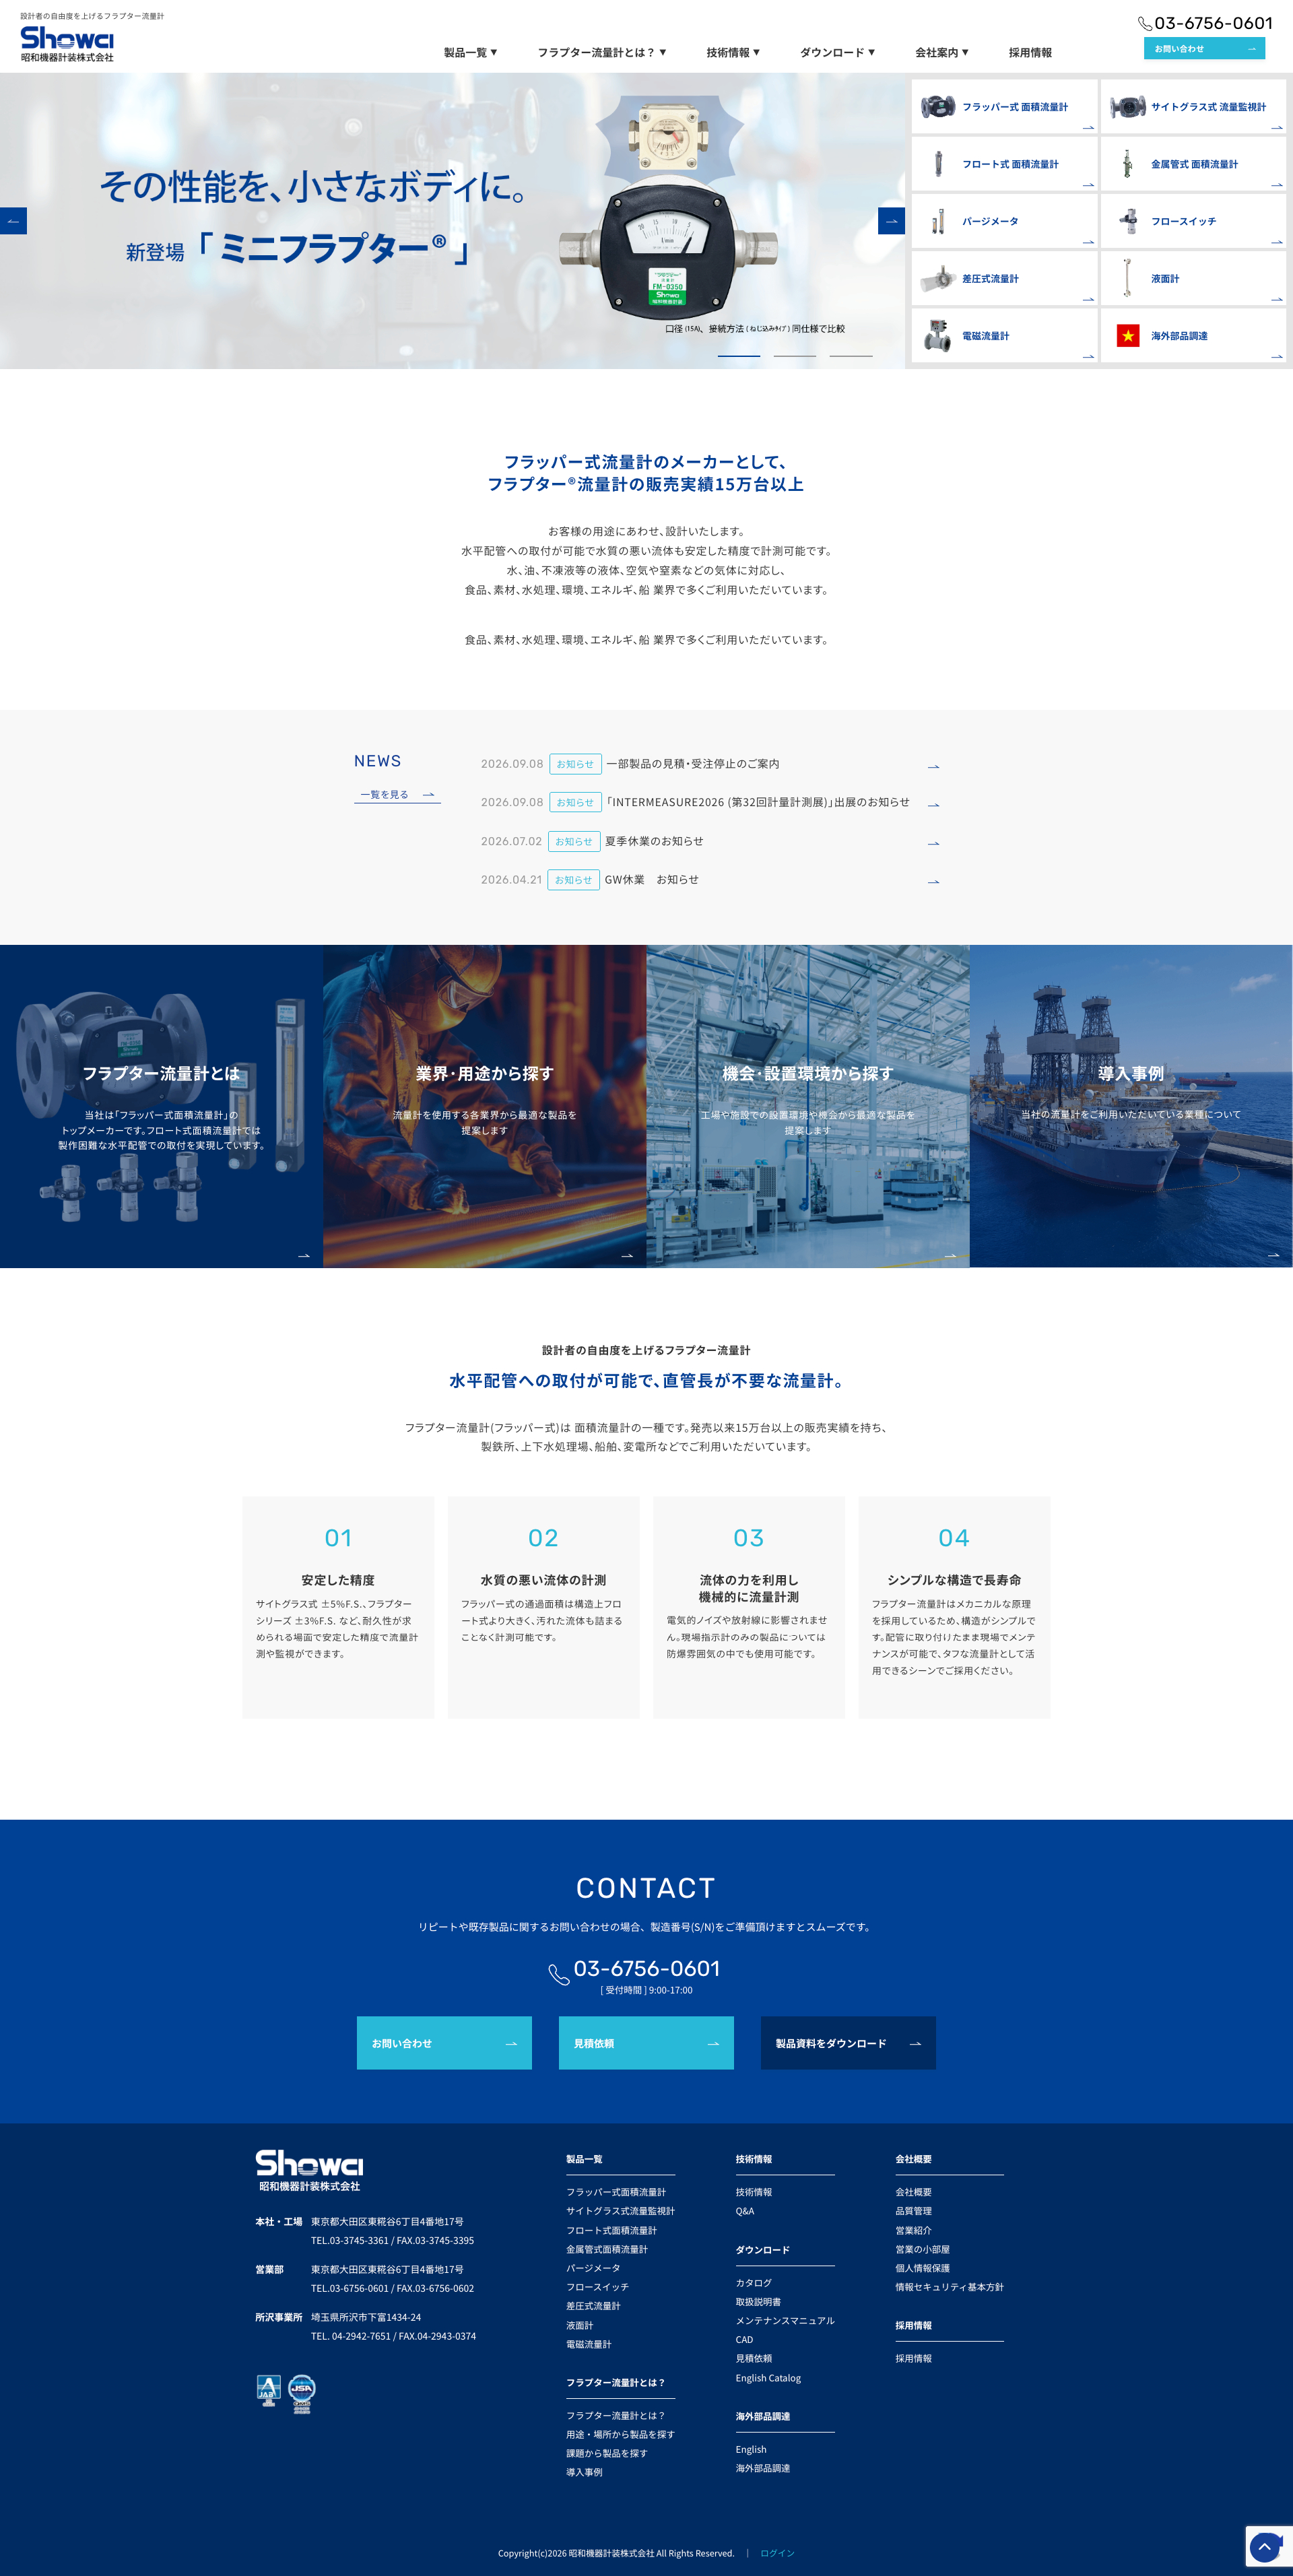 設計者の自由度を上げるフラプター流量計
Showa
昭和機器計装株式会社
製品一覧 ▼
フラプター流量計とは？ ▼
技術情報 ▼
ダウンロード ▼
会社案内 ▼
採用情報
03-6756-0601
お問い合わせ
その性能を、小さなボディに。
新登場「ミニフラプター®」
FM-0350
Showa
口径(15A)、接続方法(ねじ込みタイプ)同仕様で比較
フラッパー式 面積流量計
サイトグラス式 流量監視計
フロート式 面積流量計
金属管式 面積流量計
パージメータ
フロースイッチ
差圧式流量計
液面計
電磁流量計
海外部品調達
フラッパー式流量計のメーカーとして、
フラプター®流量計の販売実績15万台以上
お客様の用途にあわせ、設計いたします。
水平配管への取付が可能で水質の悪い流体も安定した精度で計測可能です。
水、油、不凍液等の液体、空気や窒素などの気体に対応し、
食品、素材、水処理、環境、エネルギ、船 業界で多くご利用いただいています。
食品、素材、水処理、環境、エネルギ、船 業界で多くご利用いただいています。
NEWS
一覧を見る
2026.09.08 お知らせ 一部製品の見積・受注停止のご案内
2026.09.08 お知らせ 「INTERMEASURE2026 (第32回計量計測展)」出展のお知らせ
2026.07.02 お知らせ 夏季休業のお知らせ
2026.04.21 お知らせ GW休業　お知らせ
フラプター流量計とは
当社は「フラッパー式面積流量計」の
トップメーカーです。フロート式面積流量計では
製作困難な水平配管での取付を実現しています。
業界・用途から探す
流量計を使用する各業界から最適な製品を
提案します
機会・設置環境から探す
工場や施設での設置環境や機会から最適な製品を
提案します
導入事例
当社の流量計をご利用いただいている業種について
設計者の自由度を上げるフラプター流量計
水平配管への取付が可能で、直管長が不要な流量計。
フラプター流量計(フラッパー式)は 面積流量計の一種です。発売以来15万台以上の販売実績を持ち、
製鉄所、上下水処理場、船舶、変電所などでご利用いただいています。
01
安定した精度
サイトグラス式 ±5%F.S.、フラプター
シリーズ ±3%F.S. など、耐久性が求
められる場面で安定した精度で流量計
測や監視ができます。
02
水質の悪い流体の計測
フラッパー式の通過面積は構造上フロ
ート式より大きく、汚れた流体も詰まる
ことなく計測可能です。
03
流体の力を利用し
機械的に流量計測
電気的ノイズや放射線に影響されませ
ん。現場指示計のみの製品については
防爆雰囲気の中でも使用可能です。
04
シンプルな構造で長寿命
フラプター流量計はメカニカルな原理
を採用しているため、構造がシンプルで
す。配管に取り付けたまま現場でメンテ
ナンスが可能で、タフな流量計として活
用できるシーンでご採用ください。
CONTACT
リピートや既存製品に関するお問い合わせの場合、製造番号(S/N)をご準備頂けますとスムーズです。
03-6756-0601
[ 受付時間 ] 9:00-17:00
お問い合わせ
見積依頼
製品資料をダウンロード
Showa
昭和機器計装株式会社
本社・工場 東京都大田区東糀谷6丁目4番地17号
TEL.03-3745-3361 / FAX.03-3745-3395
営業部 東京都大田区東糀谷6丁目4番地17号
TEL.03-6756-0601 / FAX.03-6756-0602
所沢事業所 埼玉県所沢市下富1434-24
TEL. 04-2942-7651 / FAX.04-2943-0374
JAB
JSA
製品一覧
フラッパー式面積流量計
サイトグラス式流量監視計
フロート式面積流量計
金属管式面積流量計
パージメータ
フロースイッチ
差圧式流量計
液面計
電磁流量計
フラプター流量計とは？
フラプター流量計とは？
用途・場所から製品を探す
課題から製品を探す
導入事例
技術情報
技術情報
Q&A
ダウンロード
カタログ
取扱説明書
メンテナンスマニュアル
CAD
見積依頼
English Catalog
海外部品調達
English
海外部品調達
会社概要
会社概要
品質管理
営業紹介
営業の小部屋
個人情報保護
情報セキュリティ基本方針
採用情報
採用情報
Copyright(c)2026 昭和機器計装株式会社 All Rights Reserved.　|　ログイン